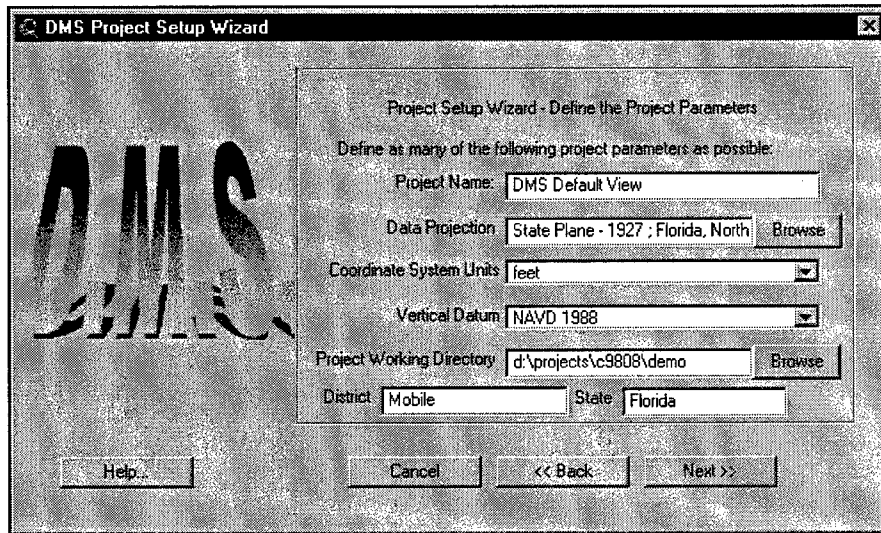 DMS Project Setup Wizard
DMS
Project Setup Wizard - Define the Project Parameters
Define as many of the following project parameters as possible:
Project Name: DMS Default View
Data Projection State Plane - 1927 ; Florida, North Browse
Coordinate System Units feet
Vertical Datum NAVD 1988
Project Working Directory d:\projects\c9808\demo Browse
District Mobile State Florida
Help... Cancel << Back Next >>